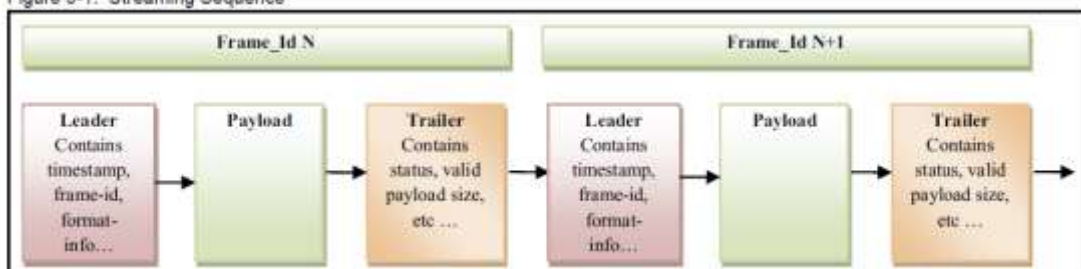 Figure 5-1: Streaming Sequence
Frame_Id N
Frame_Id N+1
Leader
Contains
timestamp,
frame-id,
format-
info…
Payload
Trailer
Contains
status, valid
payload size,
etc …
Leader
Contains
timestamp,
frame-id,
format-
info…
Payload
Trailer
Contains
status, valid
payload size,
etc …